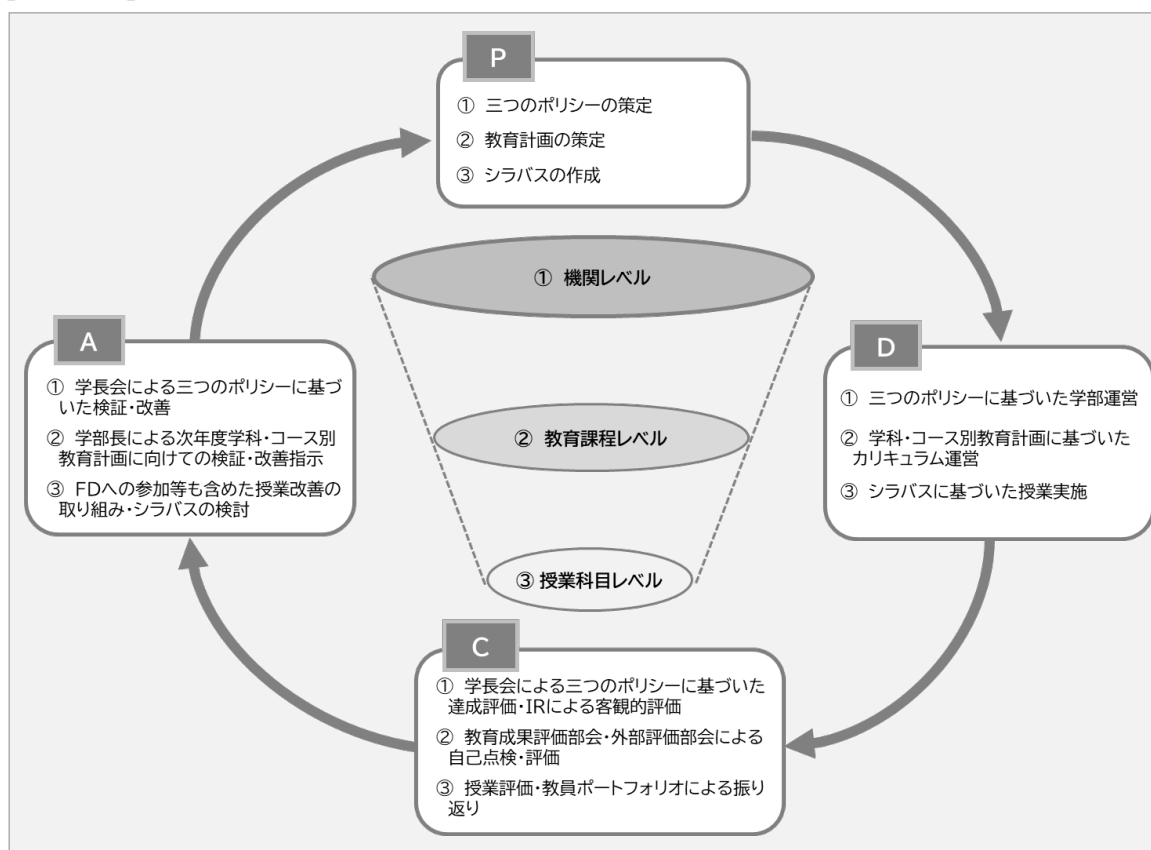 P
① 三つのポリシーの策定
② 教育計画の策定
③ シラバスの作成
① 機関レベル
② 教育課程レベル
③ 授業科目レベル
A
① 学長会による三つのポリシーに基づ
いた検証・改善
② 学部長による次年度学科・コース別
教育計画に向けての検証・改善指示
③ FDへの参加等も含めた授業改善の
取り組み・シラバスの検討
D
① 三つのポリシーに基づいた学部運営
② 学科・コース別教育計画に基づいた
カリキュラム運営
③ シラバスに基づいた授業実施
C
① 学長会による三つのポリシーに基づいた
達成評価・IRによる客観的評価
② 教育成果評価部会・外部評価部会による
自己点検・評価
③ 授業評価・教員ポートフォリオによる振り
返り